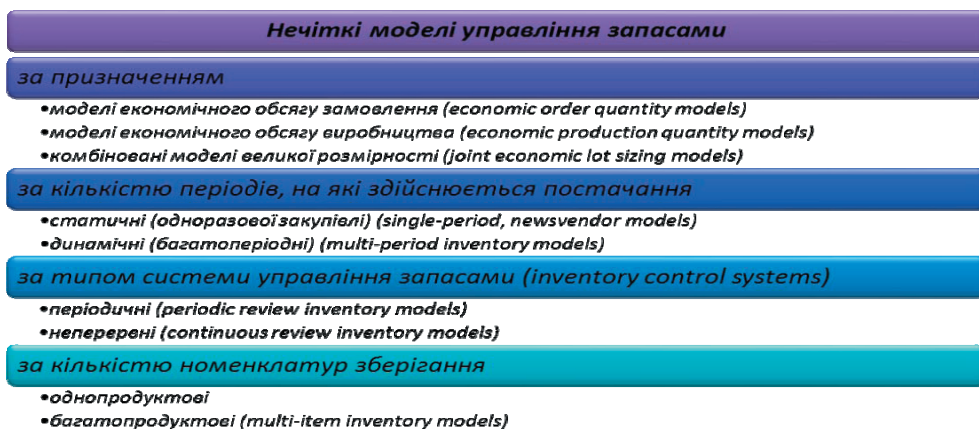 Нечіткі моделі управління запасами
за призначенням
•моделі економічного обсягу замовлення (economic order quantity models)
•моделі економічного обсягу виробництва (economic production quantity models)
•комбіновані моделі великої розмірності (joint economic lot sizing models)
за кількістю періодів, на які здійснюється постачання
•статичні (одноразової закупівлі) (single-period, newsvendor models)
•динамічні (багатоперіодні) (multi-period inventory models)
за типом системи управління запасами (inventory control systems)
•періодичні (periodic review inventory models)
•неперервні (continuous review inventory models)
за кількістю номенклатур зберігання
•однопродуктові
•багатопродуктові (multi-item inventory models)